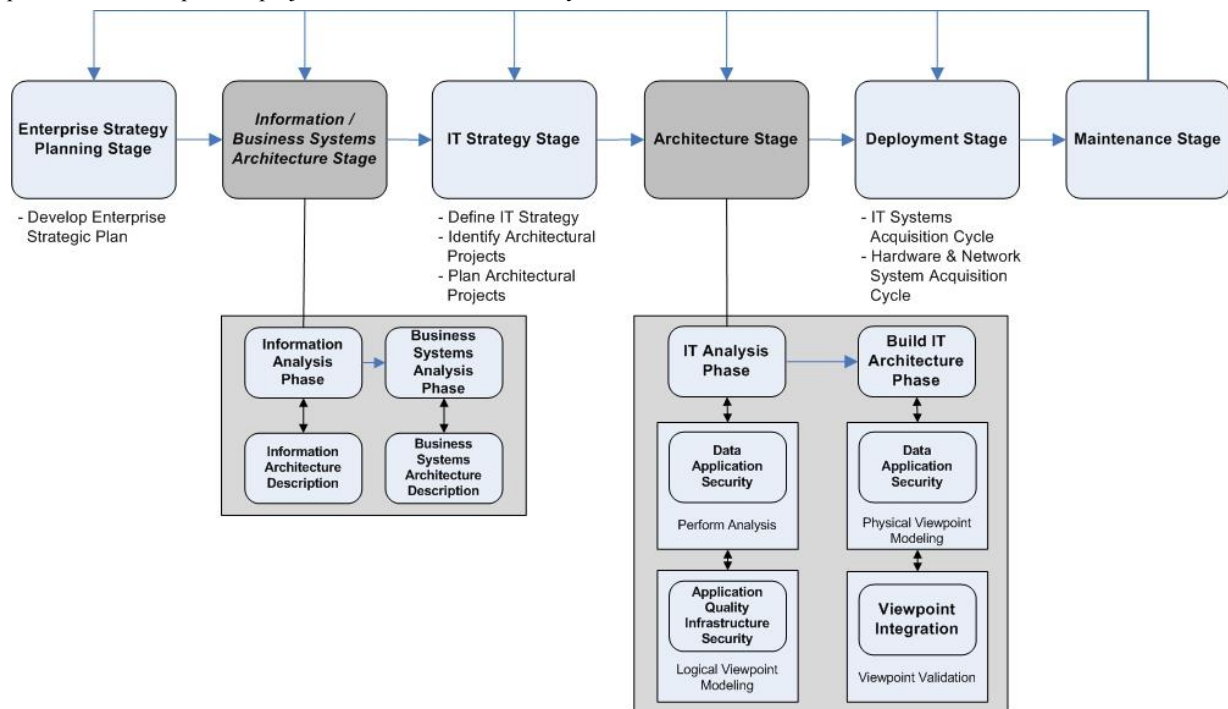 Enterprise Strategy
Planning Stage
Information /
Business Systems
Architecture Stage
IT Strategy Stage
Architecture Stage
Deployment Stage
Maintenance Stage
- Develop Enterprise
Strategic Plan
- Define IT Strategy
- Identify Architectural
Projects
- Plan Architectural
Projects
- IT Systems
Acquisition Cycle
- Hardware & Network
System Acquisition
Cycle
Information
Analysis
Phase
Business
Systems
Analysis
Phase
Information
Architecture
Description
Business
Systems
Architecture
Description
IT Analysis
Phase
Build IT
Architecture
Phase
Data
Application
Security
Perform Analysis
Data
Application
Security
Physical Viewpoint
Modeling
Application
Quality
Infrastructure
Security
Logical Viewpoint
Modeling
Viewpoint
Integration
Viewpoint Validation